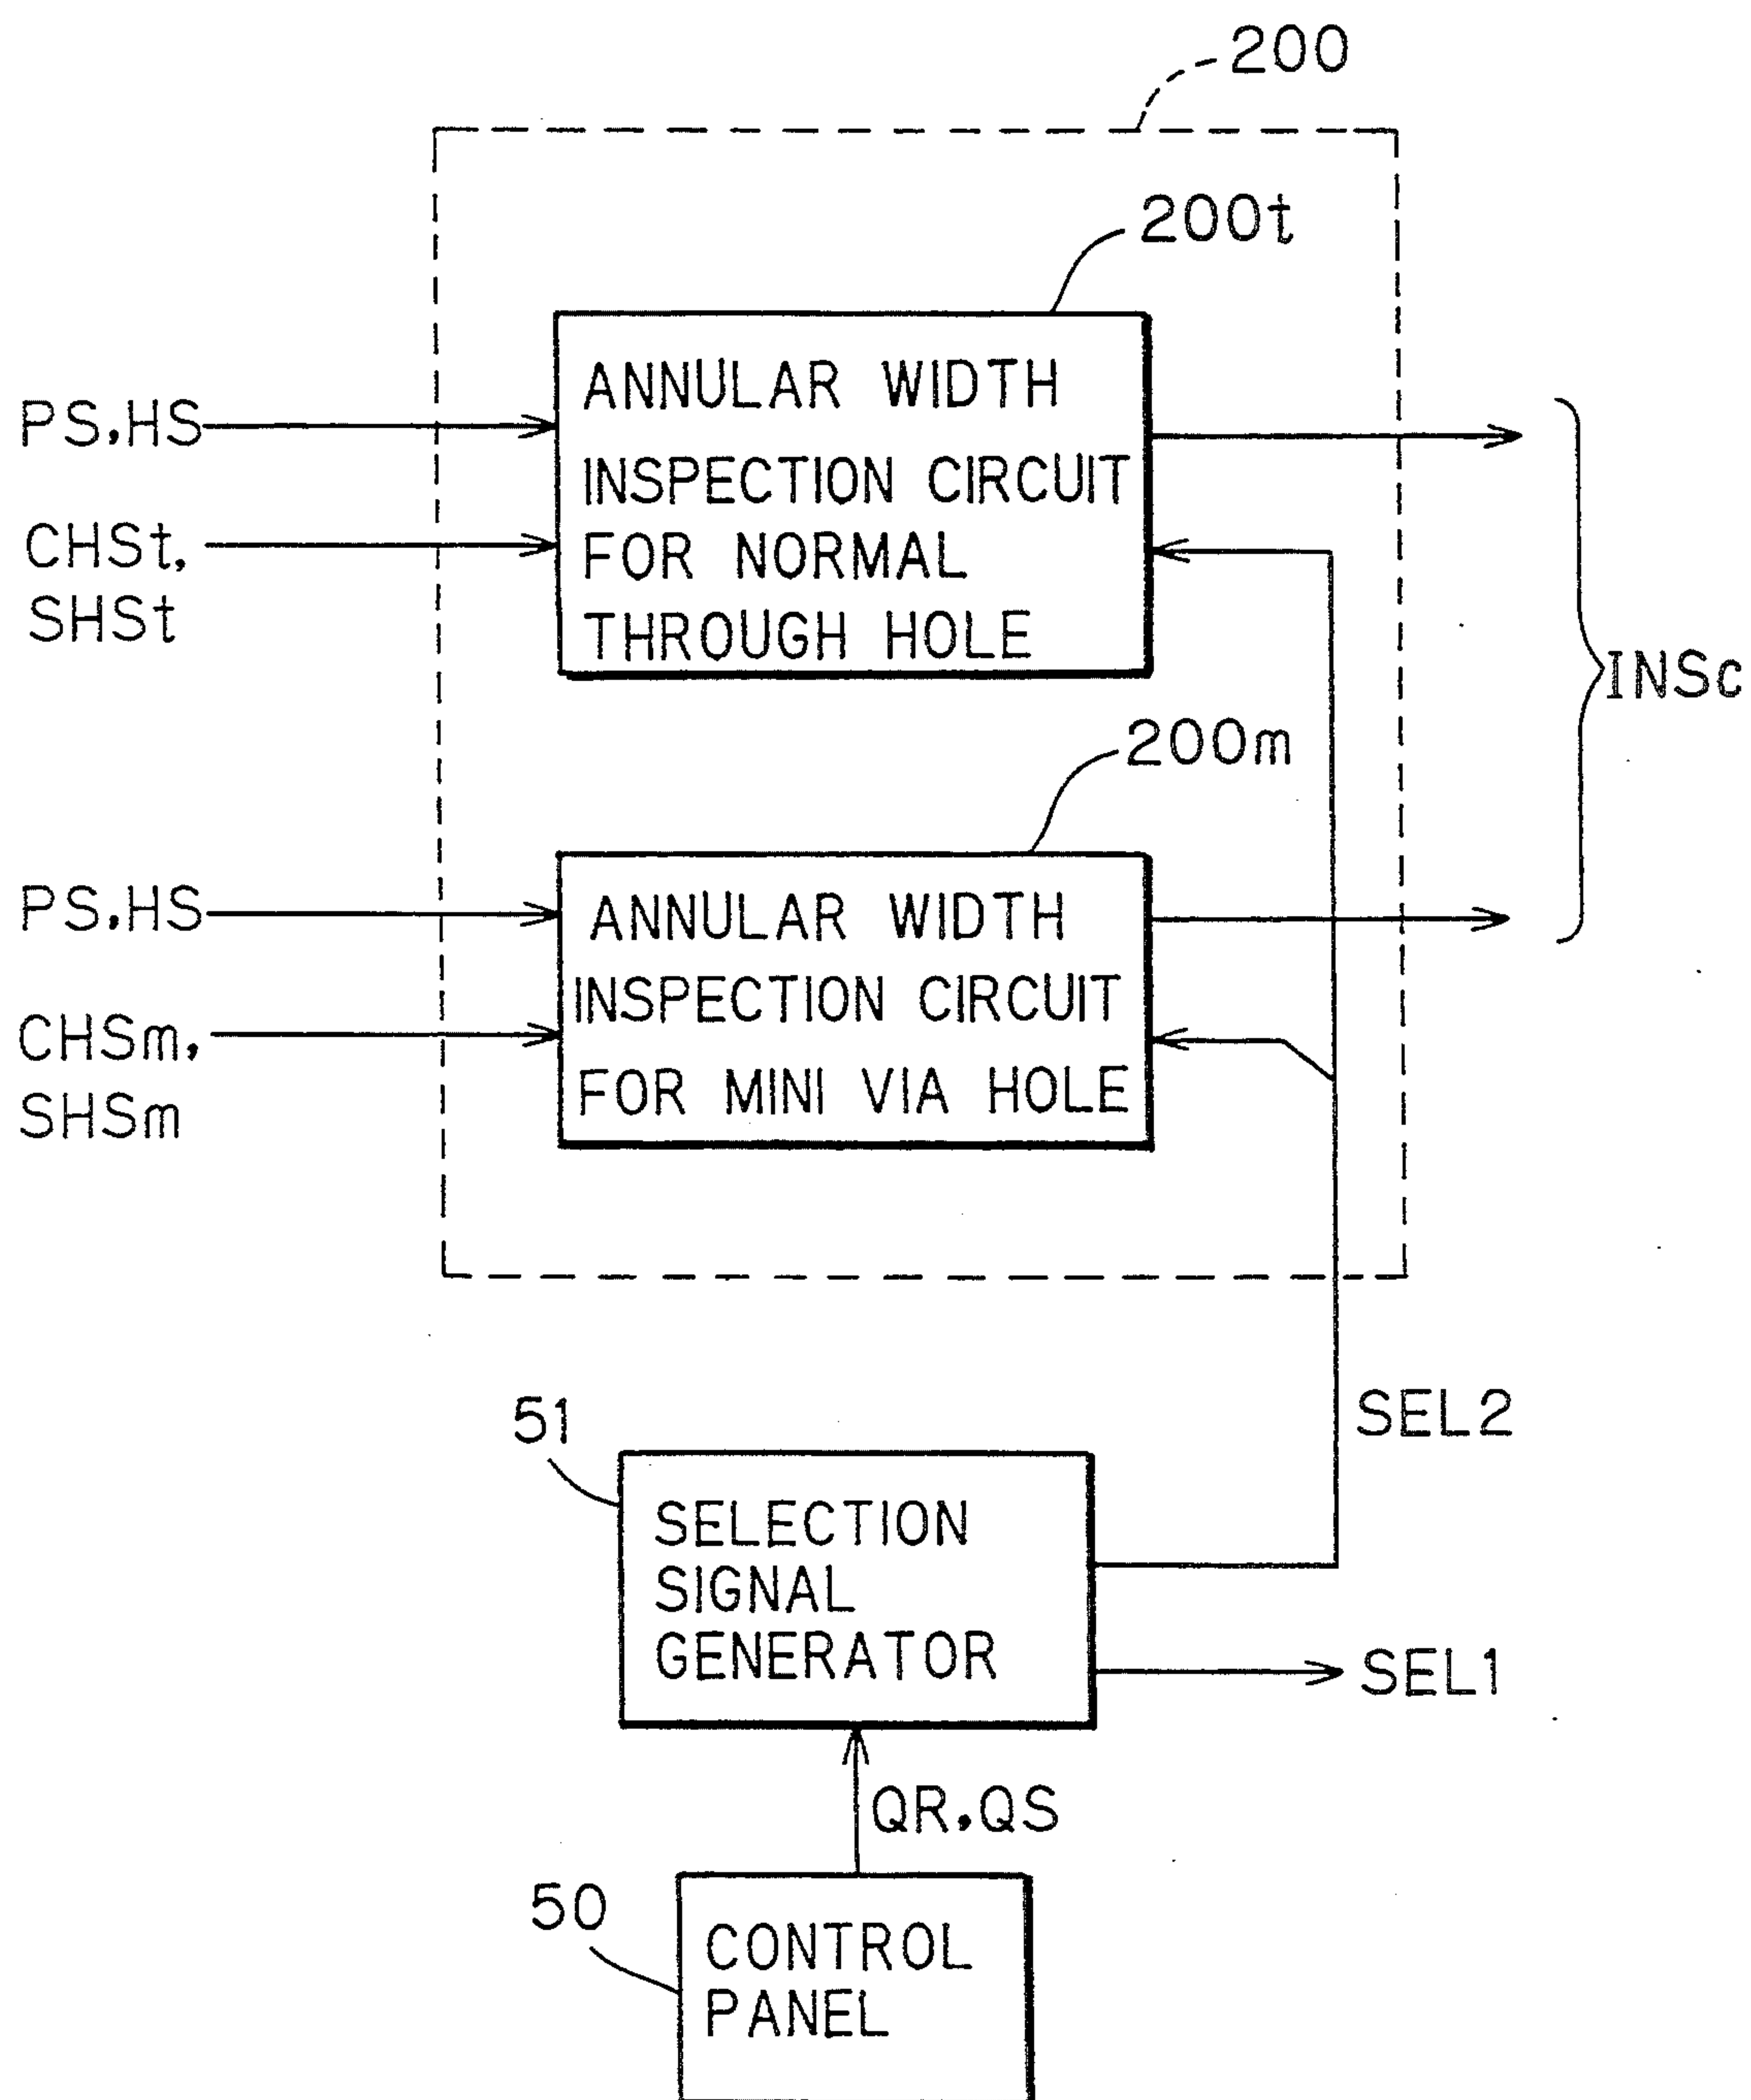 200
200t
ANNULAR WIDTH
INSPECTION CIRCUIT
FOR NORMAL
THROUGH HOLE
PS,HS
CHSt,
SHSt
INSc
200m
ANNULAR WIDTH
INSPECTION CIRCUIT
FOR MINI VIA HOLE
PS,HS
CHSm,
SHSm
SEL2
51
SELECTION
SIGNAL
GENERATOR
SEL1
QR,QS
50
CONTROL
PANEL